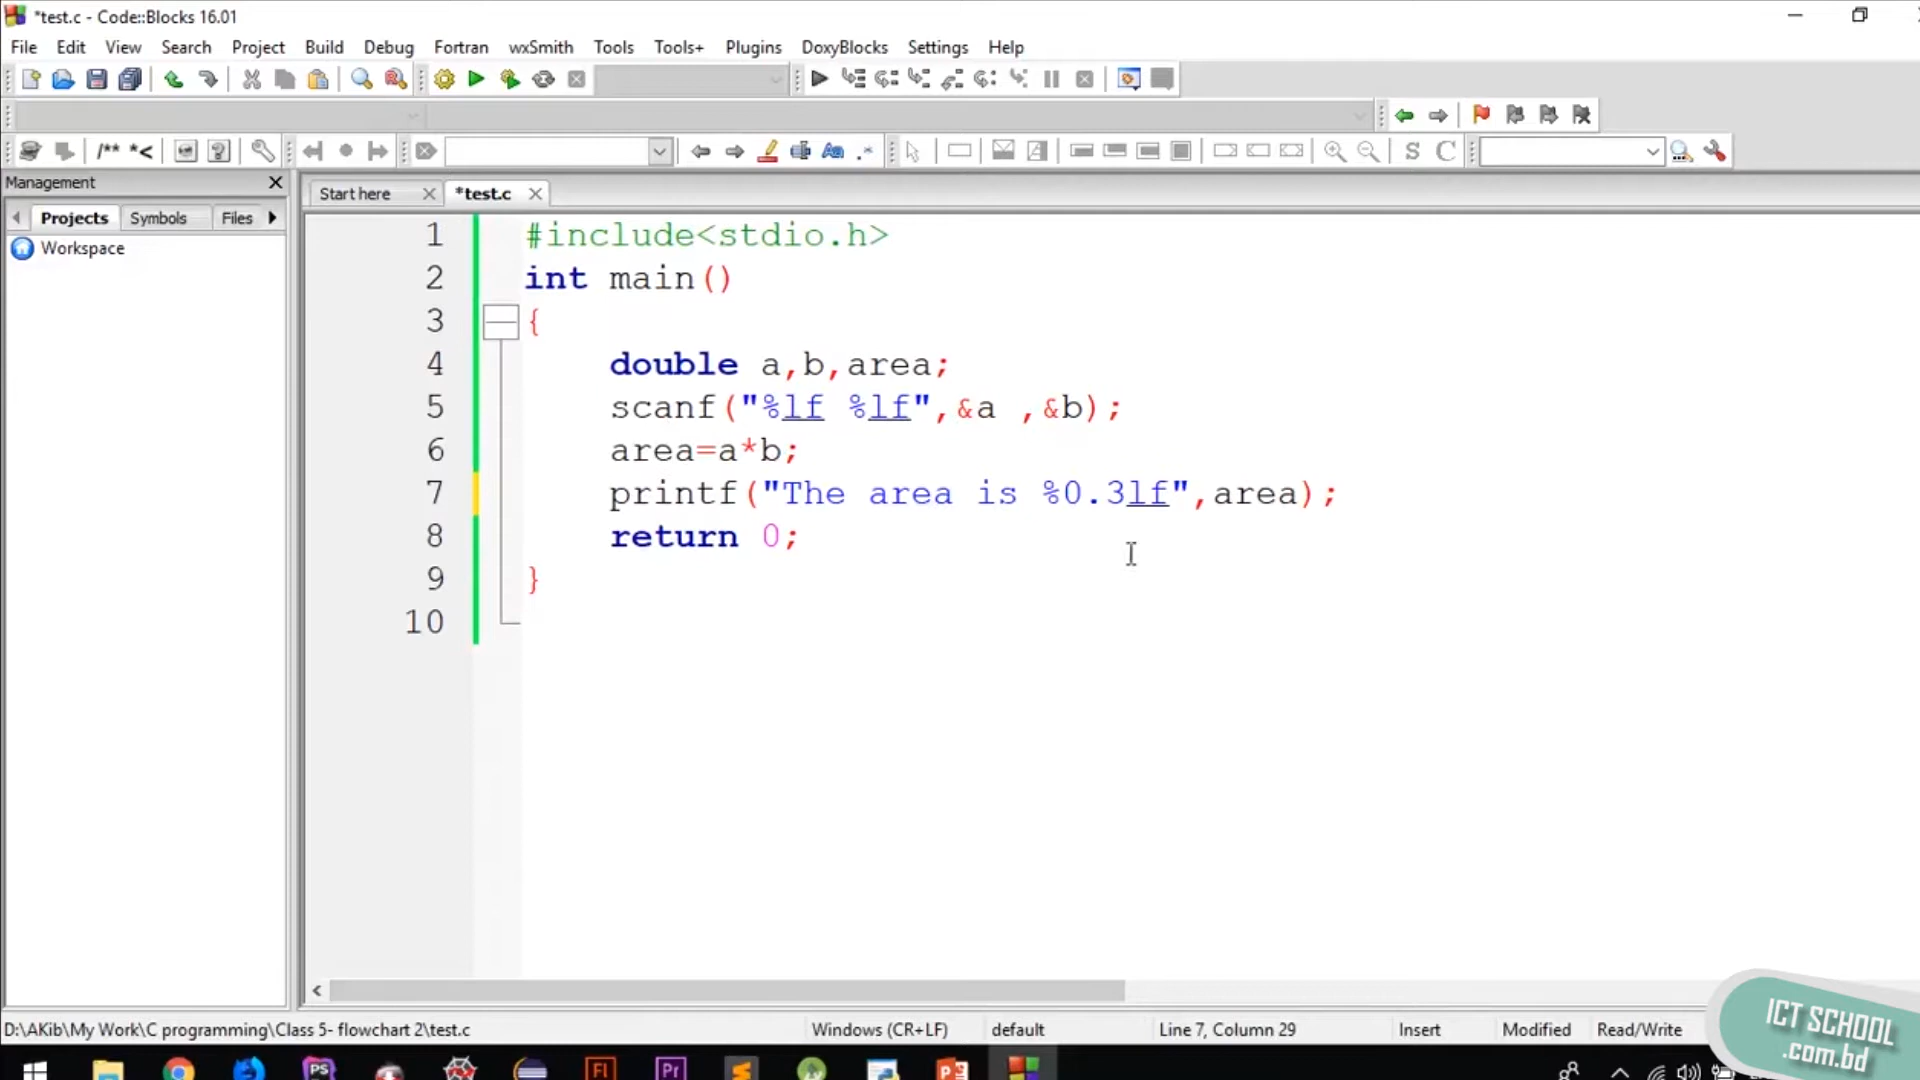 *test.c - Code::Blocks 16.01
File Edit View Search Project Build Debug Fortran wxSmith Tools Tools+ Plugins DoxyBlocks Settings Help
/** *<
S C
Management
Projects Symbols Files
Start here *test.c
Workspace
1 #include<stdio.h>
2 int main()
3 {
4 double a,b,area;
5 scanf("%lf %lf",&a ,&b);
6 area=a*b;
7 printf("The area is %0.3lf",area);
8 return 0;
9 }
10
D:\AKib\My Work\C programming\Class 5- flowchart 2\test.c Windows (CR+LF) default Line 7, Column 29 Insert Modified Read/Write
ICT SCHOOL
.com.bd
PS Fl Pr